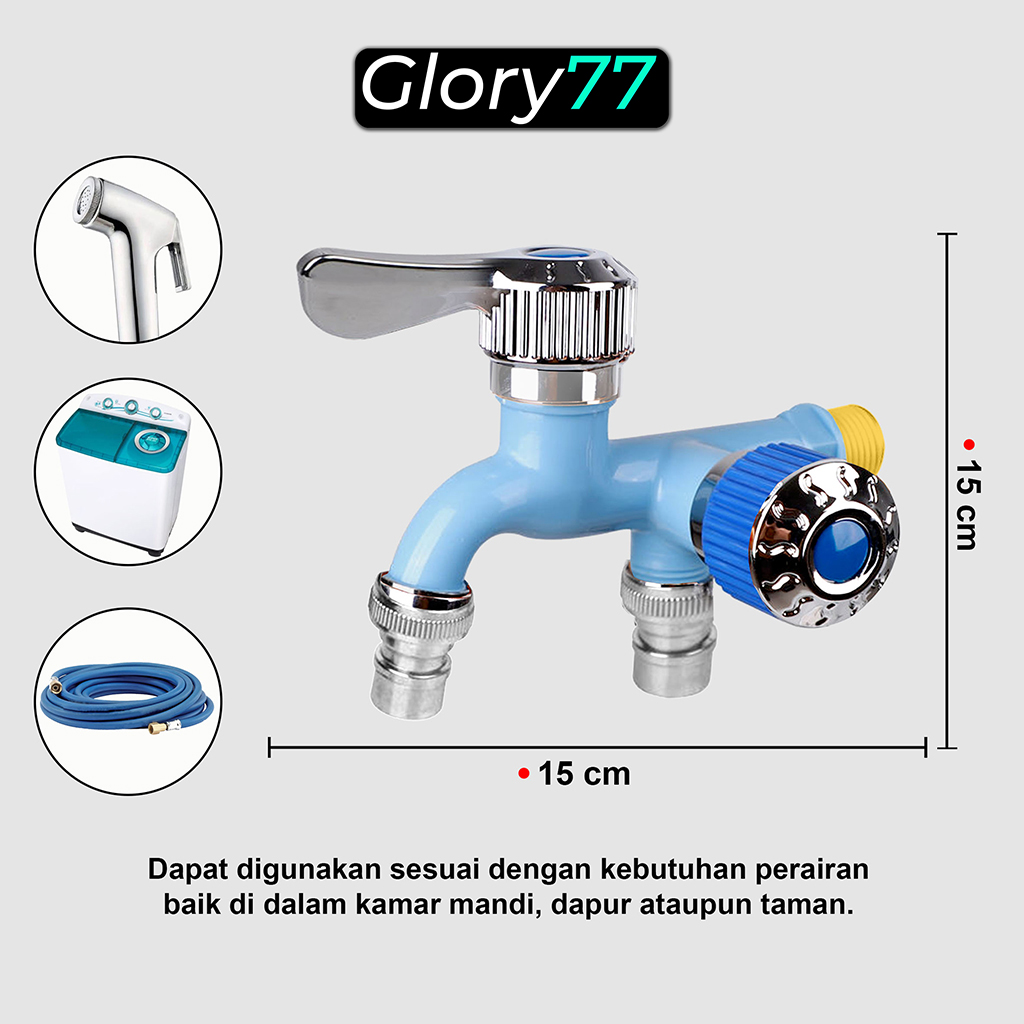 Glory77
15 cm
15 cm
Dapat digunakan sesuai dengan kebutuhan perairan
baik di dalam kamar mandi, dapur ataupun taman.